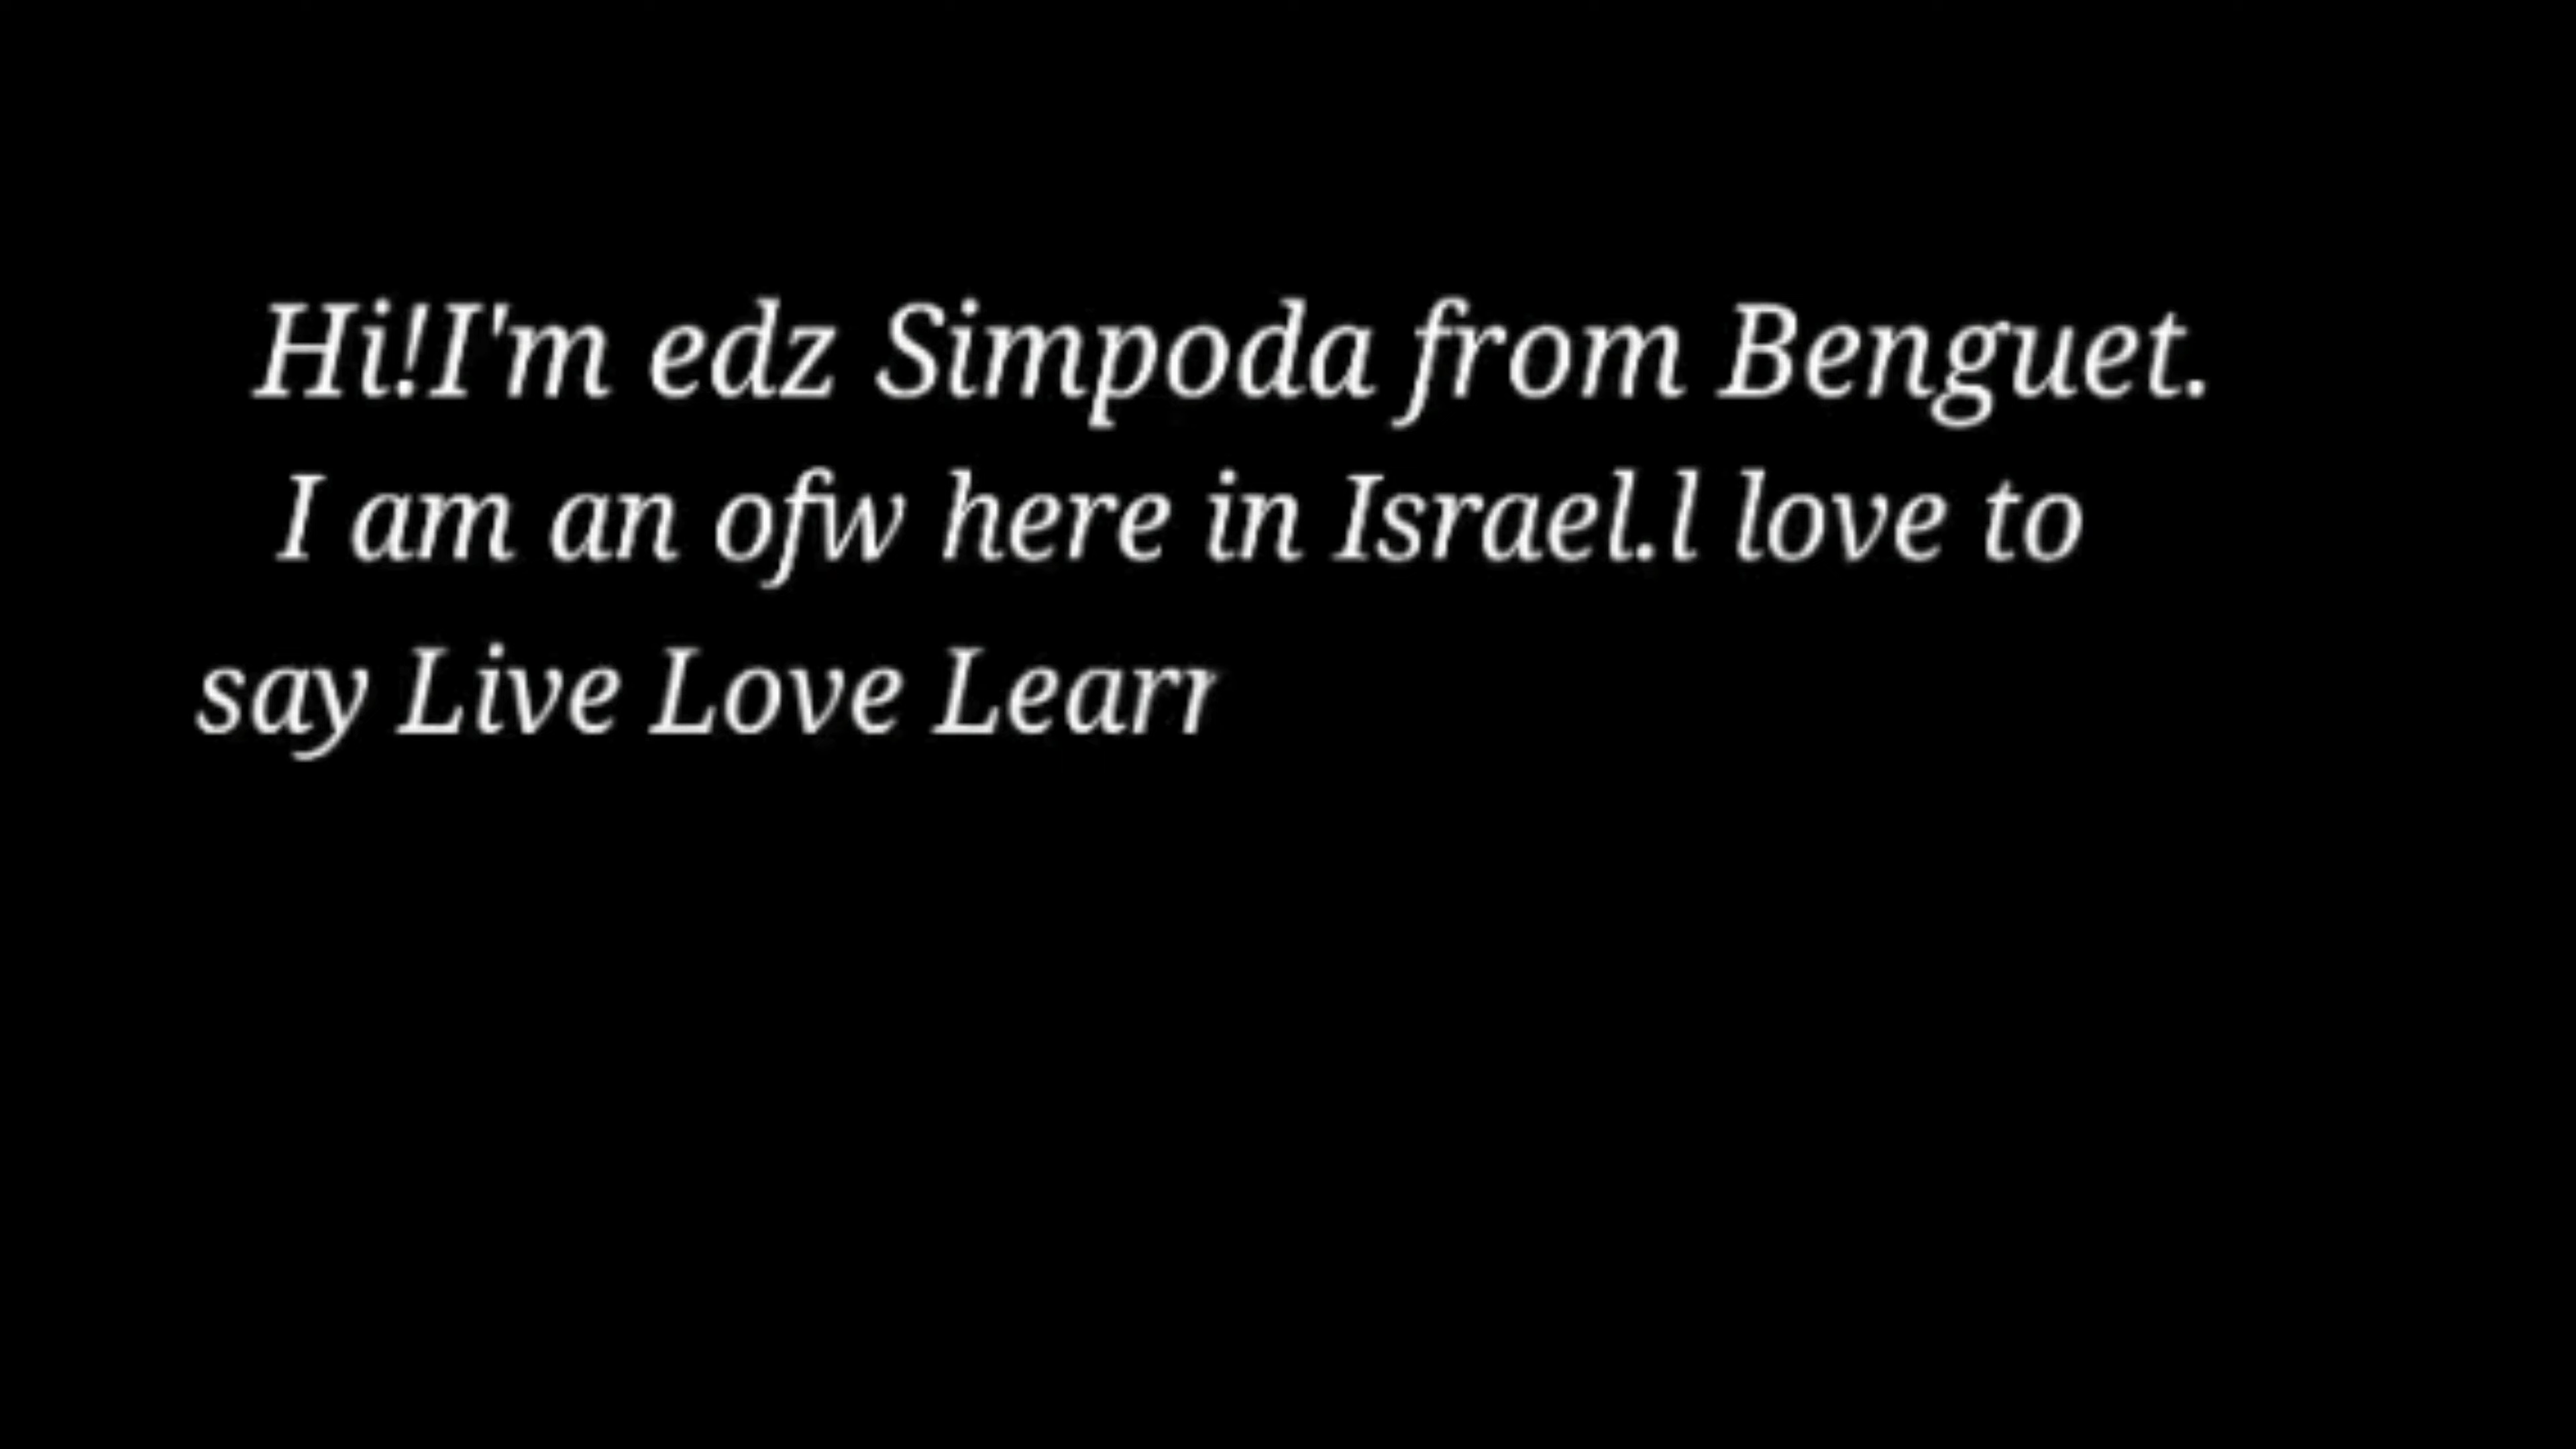 Hi!I'm edz Simpoda from Benguet.
I am an ofw here in Israel.l love to
say Live Love